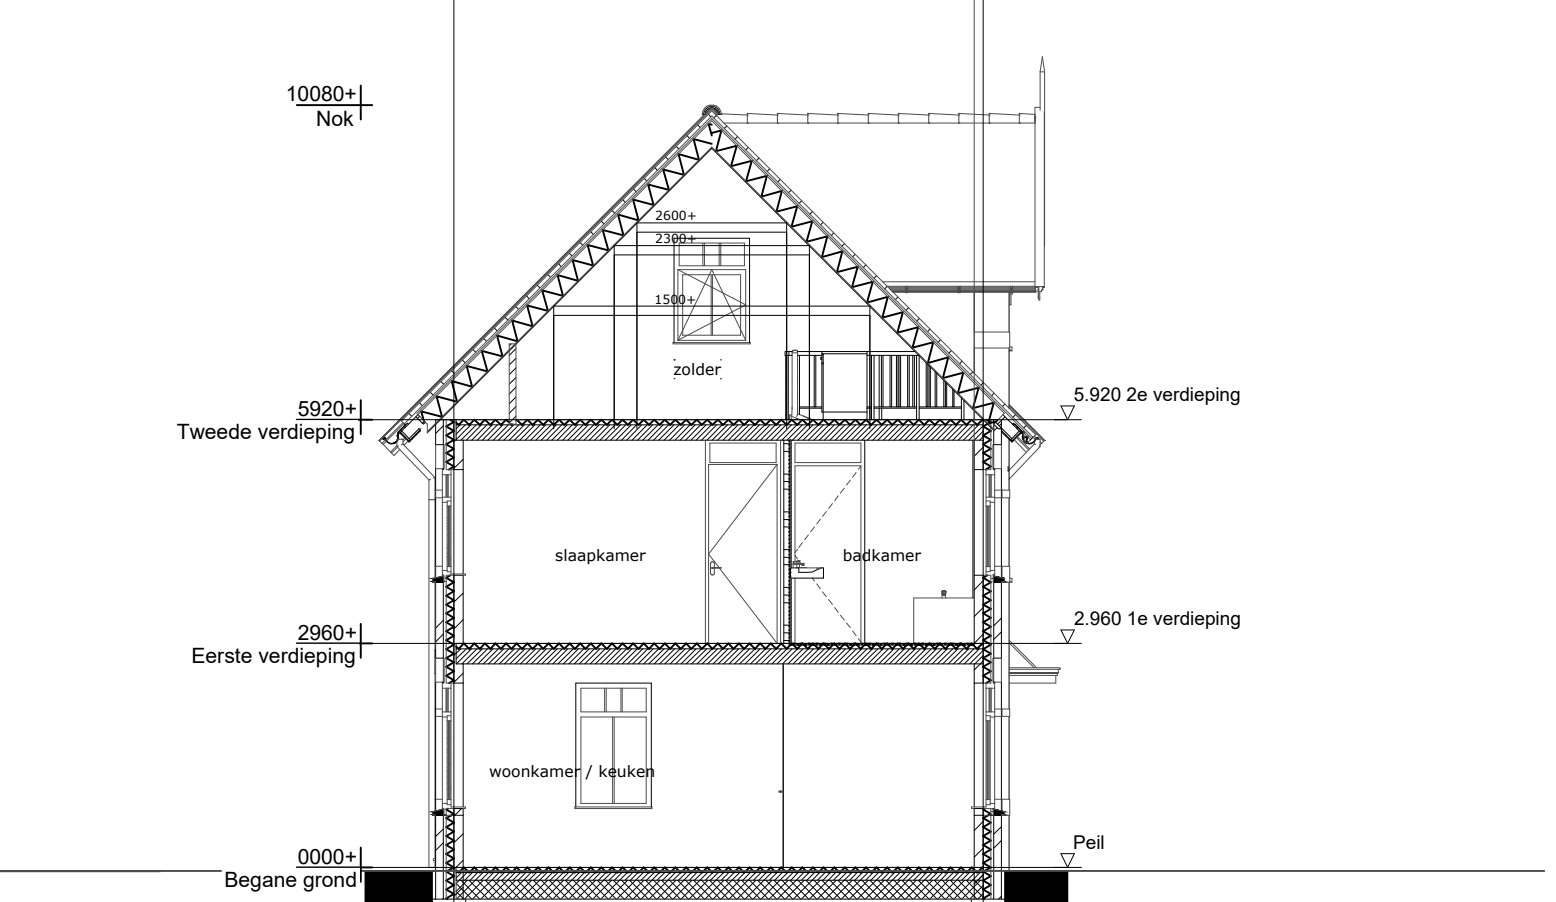 10080+
Nok
2600+
2300+
1500+
zolder
5920+
Tweede verdieping
5.920 2e verdieping
slaapkamer
badkamer
2960+
Eerste verdieping
2.960 1e verdieping
woonkamer / keuken
0000+
Begane grond
Peil